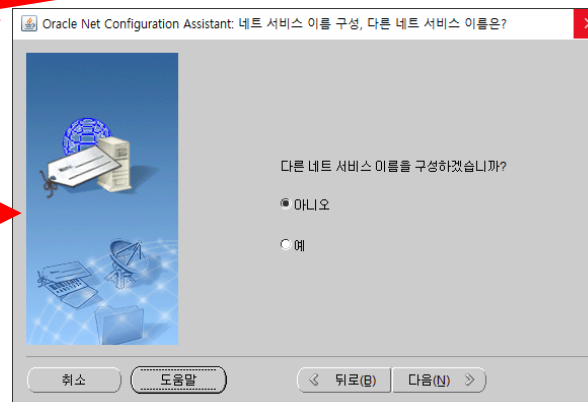 Oracle Net Configuration Assistant: 네트 서비스 이름 구성, 다른 네트 서비스 이름은?
다른 네트 서비스 이름을 구성하겠습니까?
아니오
예
취소
도움말
뒤로(B)
다음(N)